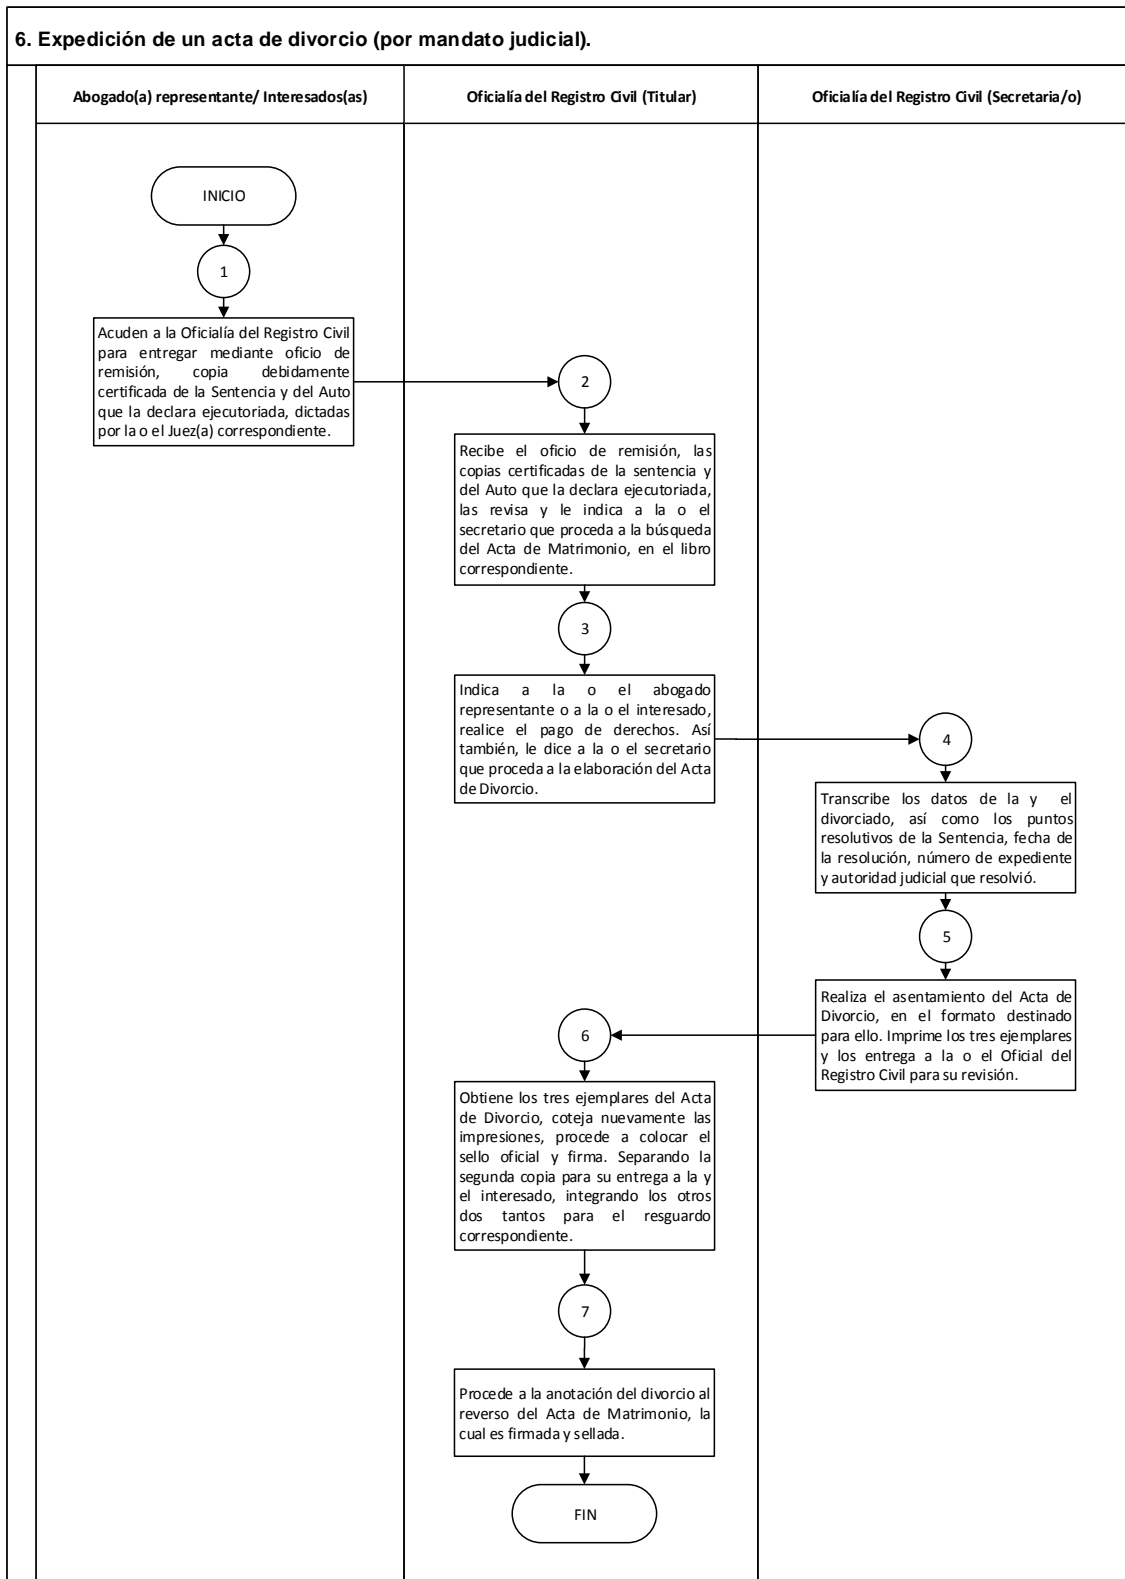 6. Expedición de un acta de divorcio (por mandato judicial).
Abogado(a) representante/ Interesados(as)
Oficialía del Registro Civil (Titular)
Oficialía del Registro Civil (Secretaria/o)
INICIO
1
Acuden a la Oficialía del Registro Civil
para entregar mediante oficio de
remisión, copia debidamente
certificada de la Sentencia y del Auto
que la declara ejecutoriada, dictadas
por la o el Juez(a) correspondiente.
2
Recibe el oficio de remisión, las
copias certificadas de la sentencia y
del Auto que la declara ejecutoriada,
las revisa y le indica a la o el
secretario que proceda a la búsqueda
del Acta de Matrimonio, en el libro
correspondiente.
3
Indica a la o el abogado
representante o a la o el interesado,
realice el pago de derechos. Así
también, le dice a la o el secretario
que proceda a la elaboración del Acta
de Divorcio.
4
Transcribe los datos de la y el
divorciado, así como los puntos
resolutivos de la Sentencia, fecha de
la resolución, número de expediente
y autoridad judicial que resolvió.
5
Realiza el asentamiento del Acta de
Divorcio, en el formato destinado
para ello. Imprime los tres ejemplares
y los entrega a la o el Oficial del
Registro Civil para su revisión.
6
Obtiene los tres ejemplares del Acta
de Divorcio, coteja nuevamente las
impresiones, procede a colocar el
sello oficial y firma. Separando la
segunda copia para su entrega a la y
el interesado, integrando los otros
dos tantos para el resguardo
correspondiente.
7
Procede a la anotación del divorcio al
reverso del Acta de Matrimonio, la
cual es firmada y sellada.
FIN